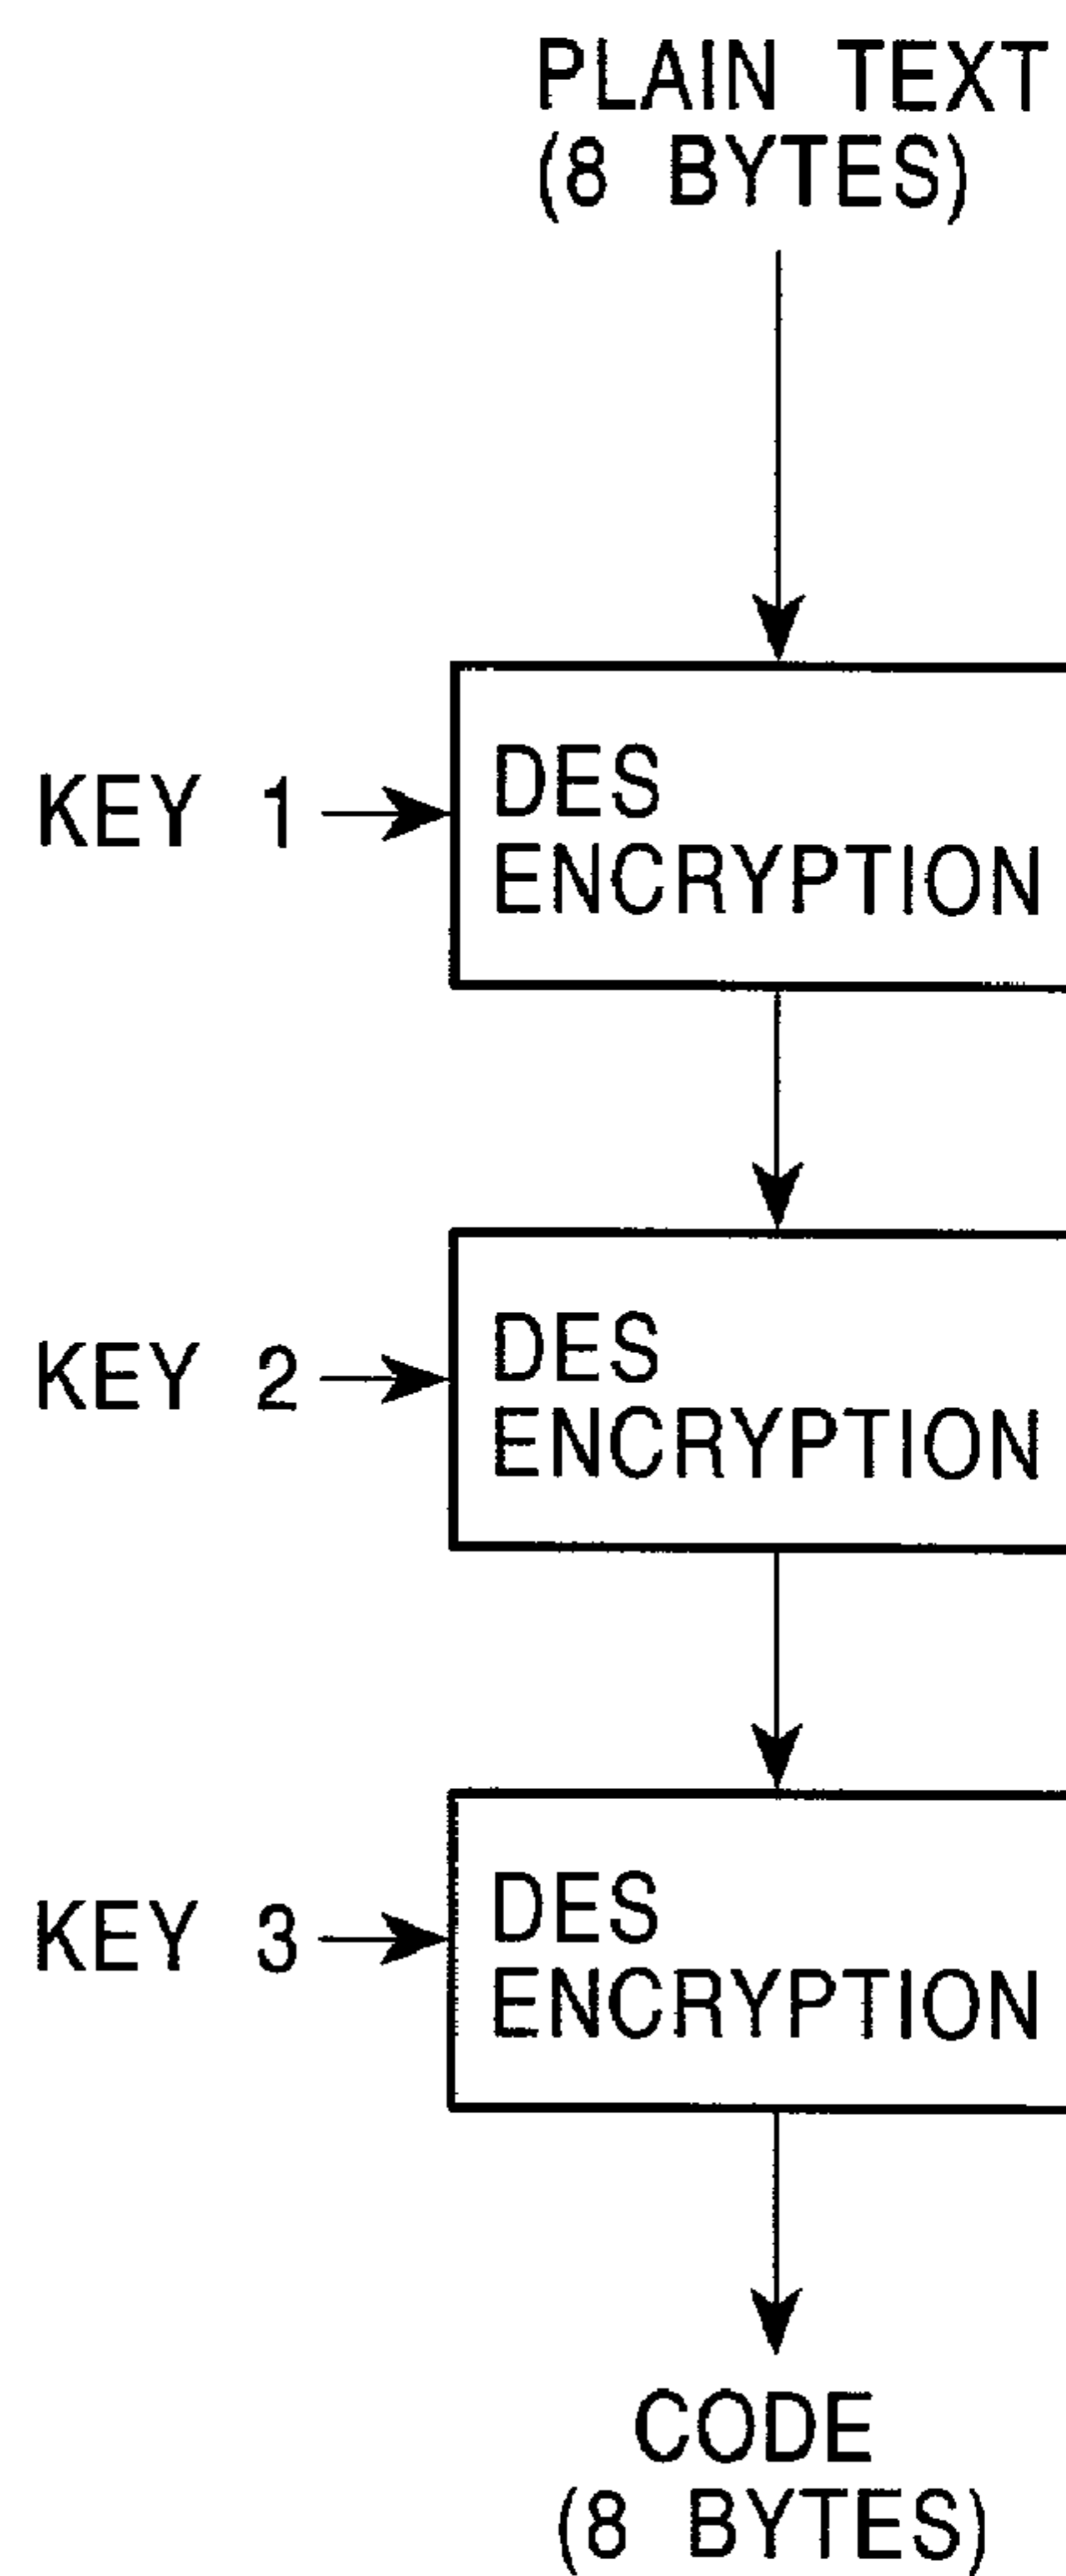 PLAIN TEXT
(8 BYTES)
KEY 1
DES
ENCRYPTION
KEY 2
DES
ENCRYPTION
KEY 3
DES
ENCRYPTION
CODE
(8 BYTES)